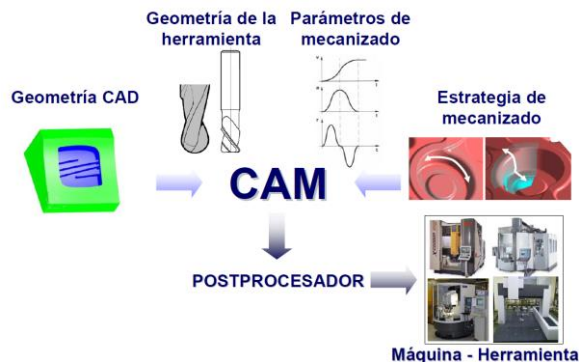 Geometría de la
herramienta
Parámetros de
mecanizado
Geometría CAD
Estrategia de
mecanizado
CAM
POSTPROCESADOR
Máquina - Herramienta